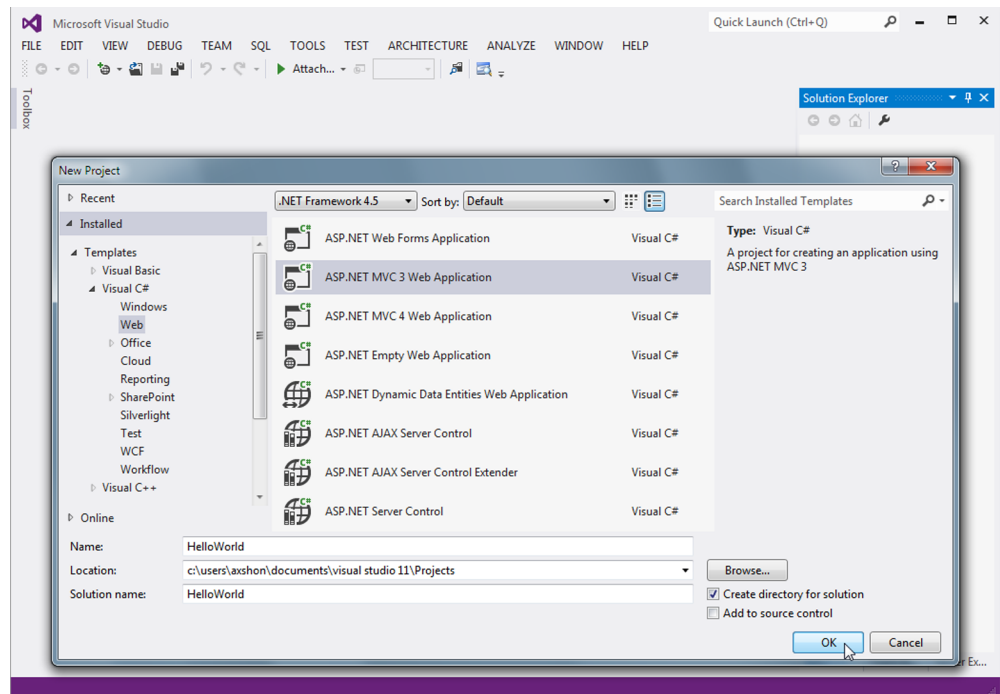 Microsoft Visual Studio
Quick Launch (Ctrl+Q)
FILE EDIT VIEW DEBUG TEAM SQL TOOLS TEST ARCHITECTURE ANALYZE WINDOW HELP
Attach...
Toolbox
Solution Explorer
New Project
Recent
.NET Framework 4.5
Sort by: Default
Search Installed Templates
Installed
Templates
Visual Basic
Visual C#
Windows
Web
Office
Cloud
Reporting
SharePoint
Silverlight
Test
WCF
Workflow
Visual C++
Online
ASP.NET Web Forms Application Visual C#
ASP.NET MVC 3 Web Application Visual C#
ASP.NET MVC 4 Web Application Visual C#
ASP.NET Empty Web Application Visual C#
ASP.NET Dynamic Data Entities Web Application Visual C#
ASP.NET AJAX Server Control Visual C#
ASP.NET AJAX Server Control Extender Visual C#
ASP.NET Server Control Visual C#
Type: Visual C#
A project for creating an application using
ASP.NET MVC 3
Name: HelloWorld
Location: c:\users\axshon\documents\visual studio 11\Projects
Browse...
Solution name: HelloWorld
Create directory for solution
Add to source control
OK Cancel